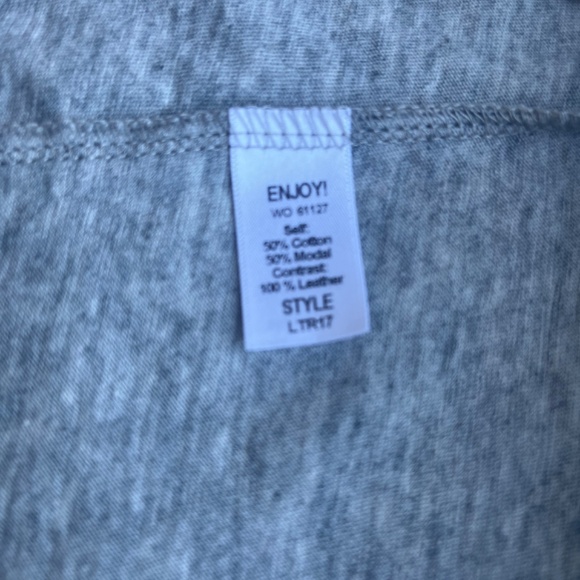 ENJOY!
WO 61127
Self:
50% Cotton
50% Modal
Contrast:
100 % Leather
STYLE
LTR17